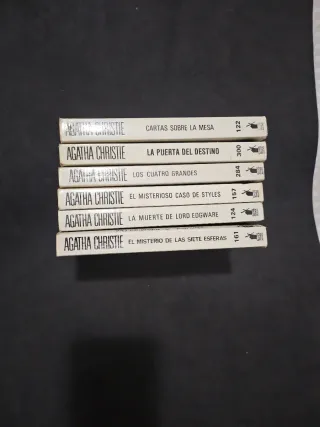 AGATHA CHRISTIE CARTAS SOBRE LA MESA 122
AGATHA CHRISTIE LA PUERTA DEL DESTINO 300
AGATHA CHRISTIE LOS CUATRO GRANDES 284
AGATHA CHRISTIE EL MISTERIOSO CASO DE STYLES 157
AGATHA CHRISTIE LA MUERTE DE LORD EDGWARE 124
AGATHA CHRISTIE EL MISTERIO DE LAS SIETE ESFERAS 161